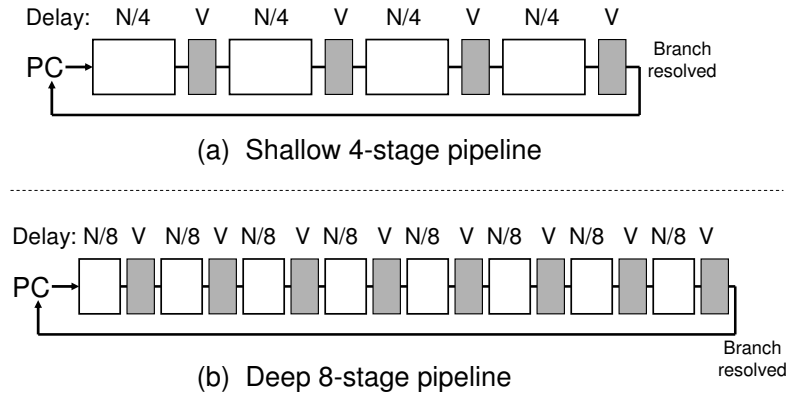 Delay: N/4 V N/4 V N/4 V N/4 V
PC
Branch
resolved
(a) Shallow 4-stage pipeline
Delay: N/8 V N/8 V N/8 V N/8 V N/8 V N/8 V N/8 V N/8 V
PC
Branch
resolved
(b) Deep 8-stage pipeline